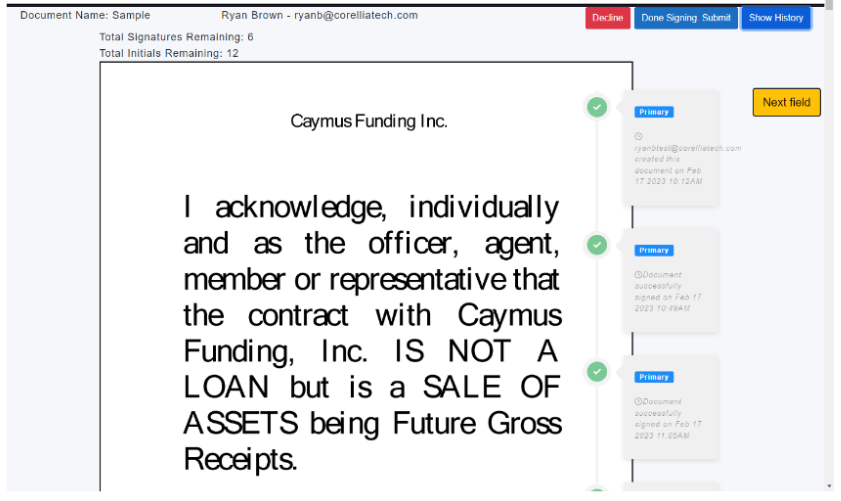 Document Name: Sample
Ryan Brown - ryanb@corelliatech.com
Decline
Done Signing. Submit
Show History
Total Signatures Remaining: 6
Total Initials Remaining: 12
Next field
Caymus Funding Inc.
I acknowledge, individually
and as the officer, agent,
member or representative that
the contract with Caymus
Funding, Inc. IS NOT A
LOAN but is a SALE OF
ASSETS being Future Gross
Receipts.
Primary
ryanbtest@corelliatech.com
created this
document on Feb
17 2023 10:12AM
Primary
Document
successfully
signed on Feb 17
2023 10:49AM
Primary
Document
successfully
signed on Feb 17
2023 11:05AM